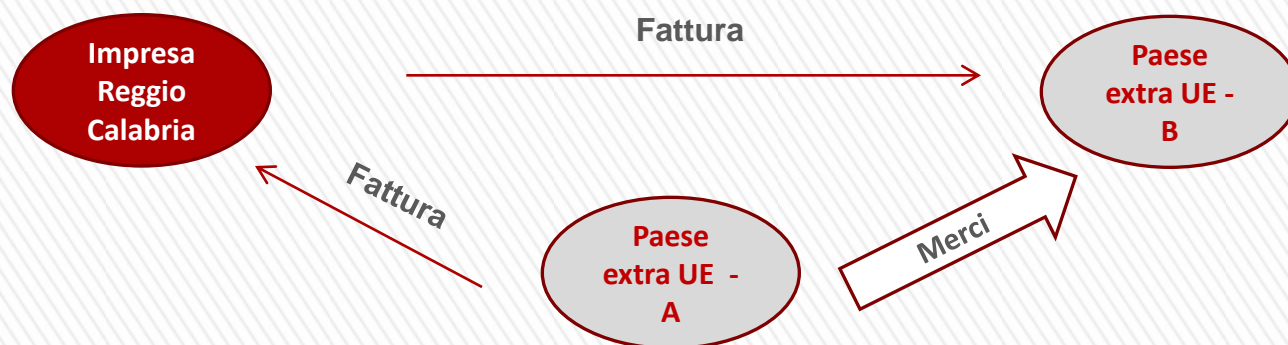 Fattura
Impresa
Reggio
Calabria
Paese
extra UE -
B
Fattura
Merci
Paese
extra UE -
A